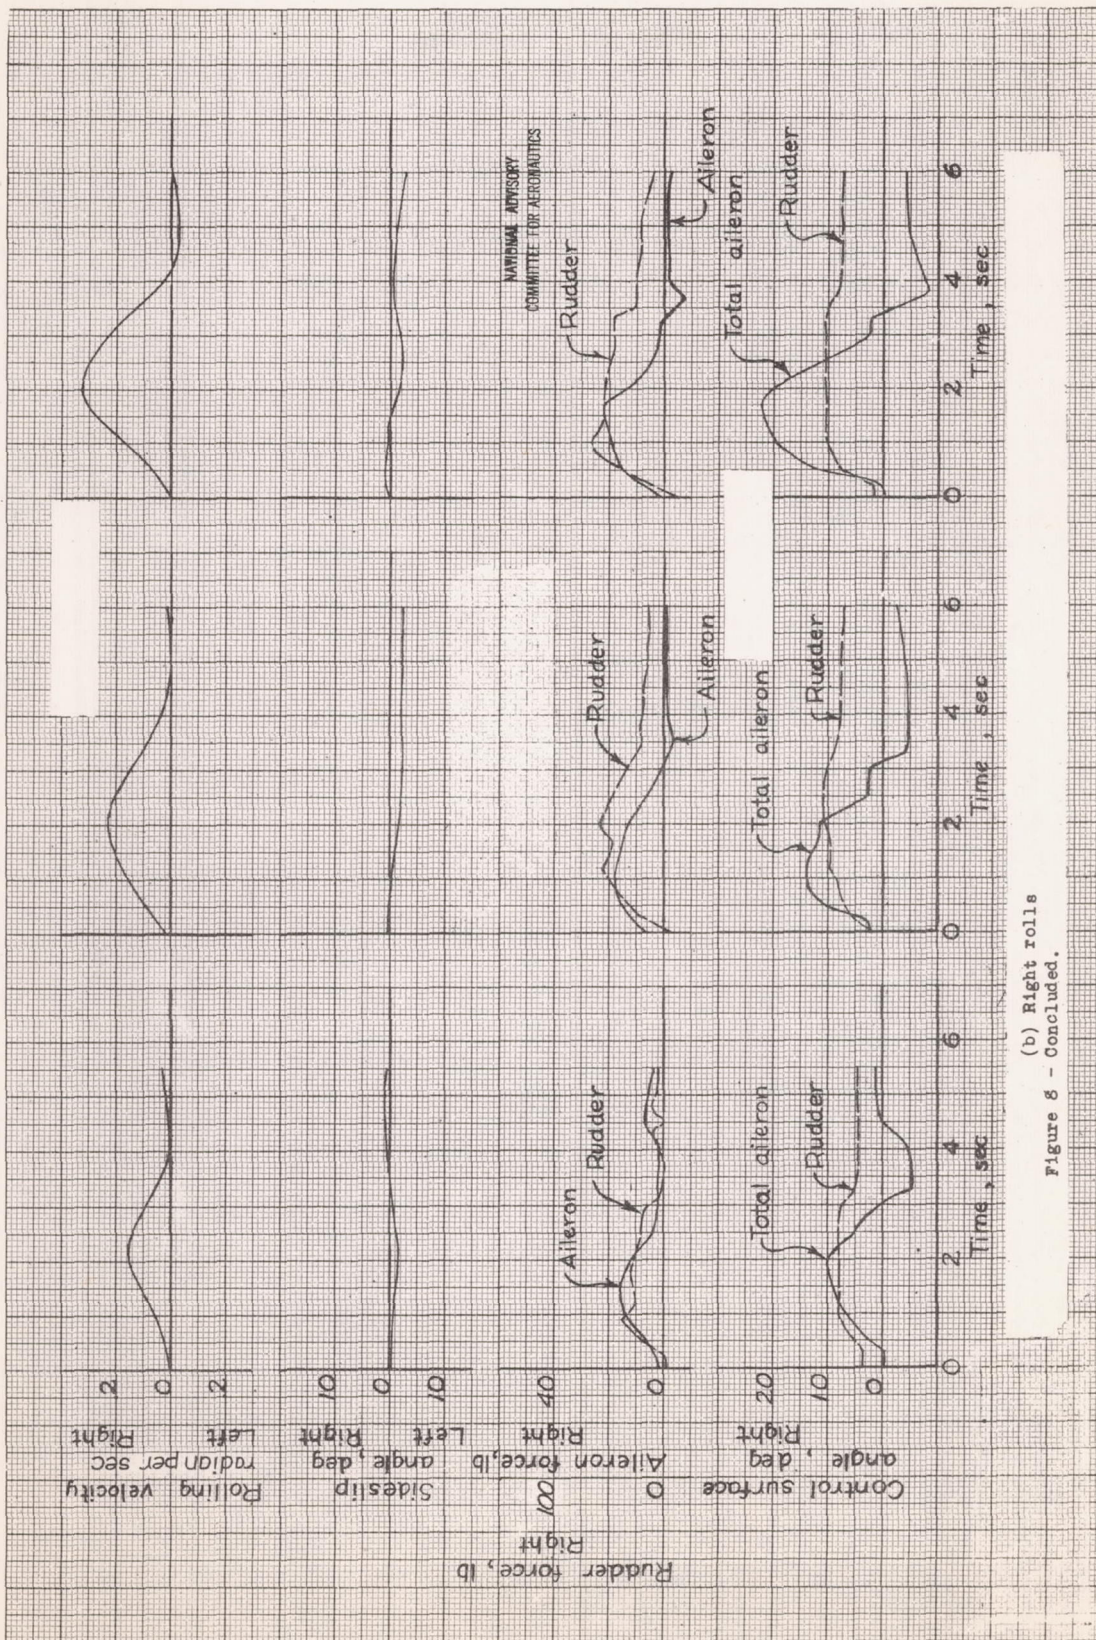 Rolling velocity
radian per sec
Left Right
2
0
2
Sideslip
angle, deg
Left Right
10
0
10
NATIONAL ADVISORY
COMMITTEE FOR AERONAUTICS
Rudder force, lb
Right
100
0
Aileron force, lb
Right
40
0
Aileron
Rudder
Rudder
Aileron
Rudder
Aileron
Control surface
angle, deg
Right
20
10
0
Total aileron
Rudder
Total aileron
Rudder
Total aileron
Rudder
0 2 4 6
Time, sec
0 2 4 6
Time, sec
0 2 4 6
Time, sec
(b) Right rolls
Figure 8 - Concluded.